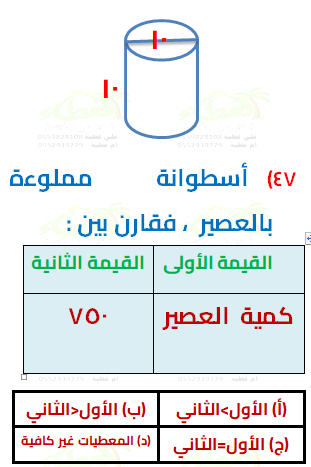 ١٠
١٠
٤٧) أسطوانة مملوءة
بالعصير ، فقارن بين :
القيمة الأولى القيمة الثانية
كمية العصير ٧٥٠
(أ) الأول>الثاني (ب) الأول<الثاني
(ج) الأول=الثاني (د) المعطيات غير كافية